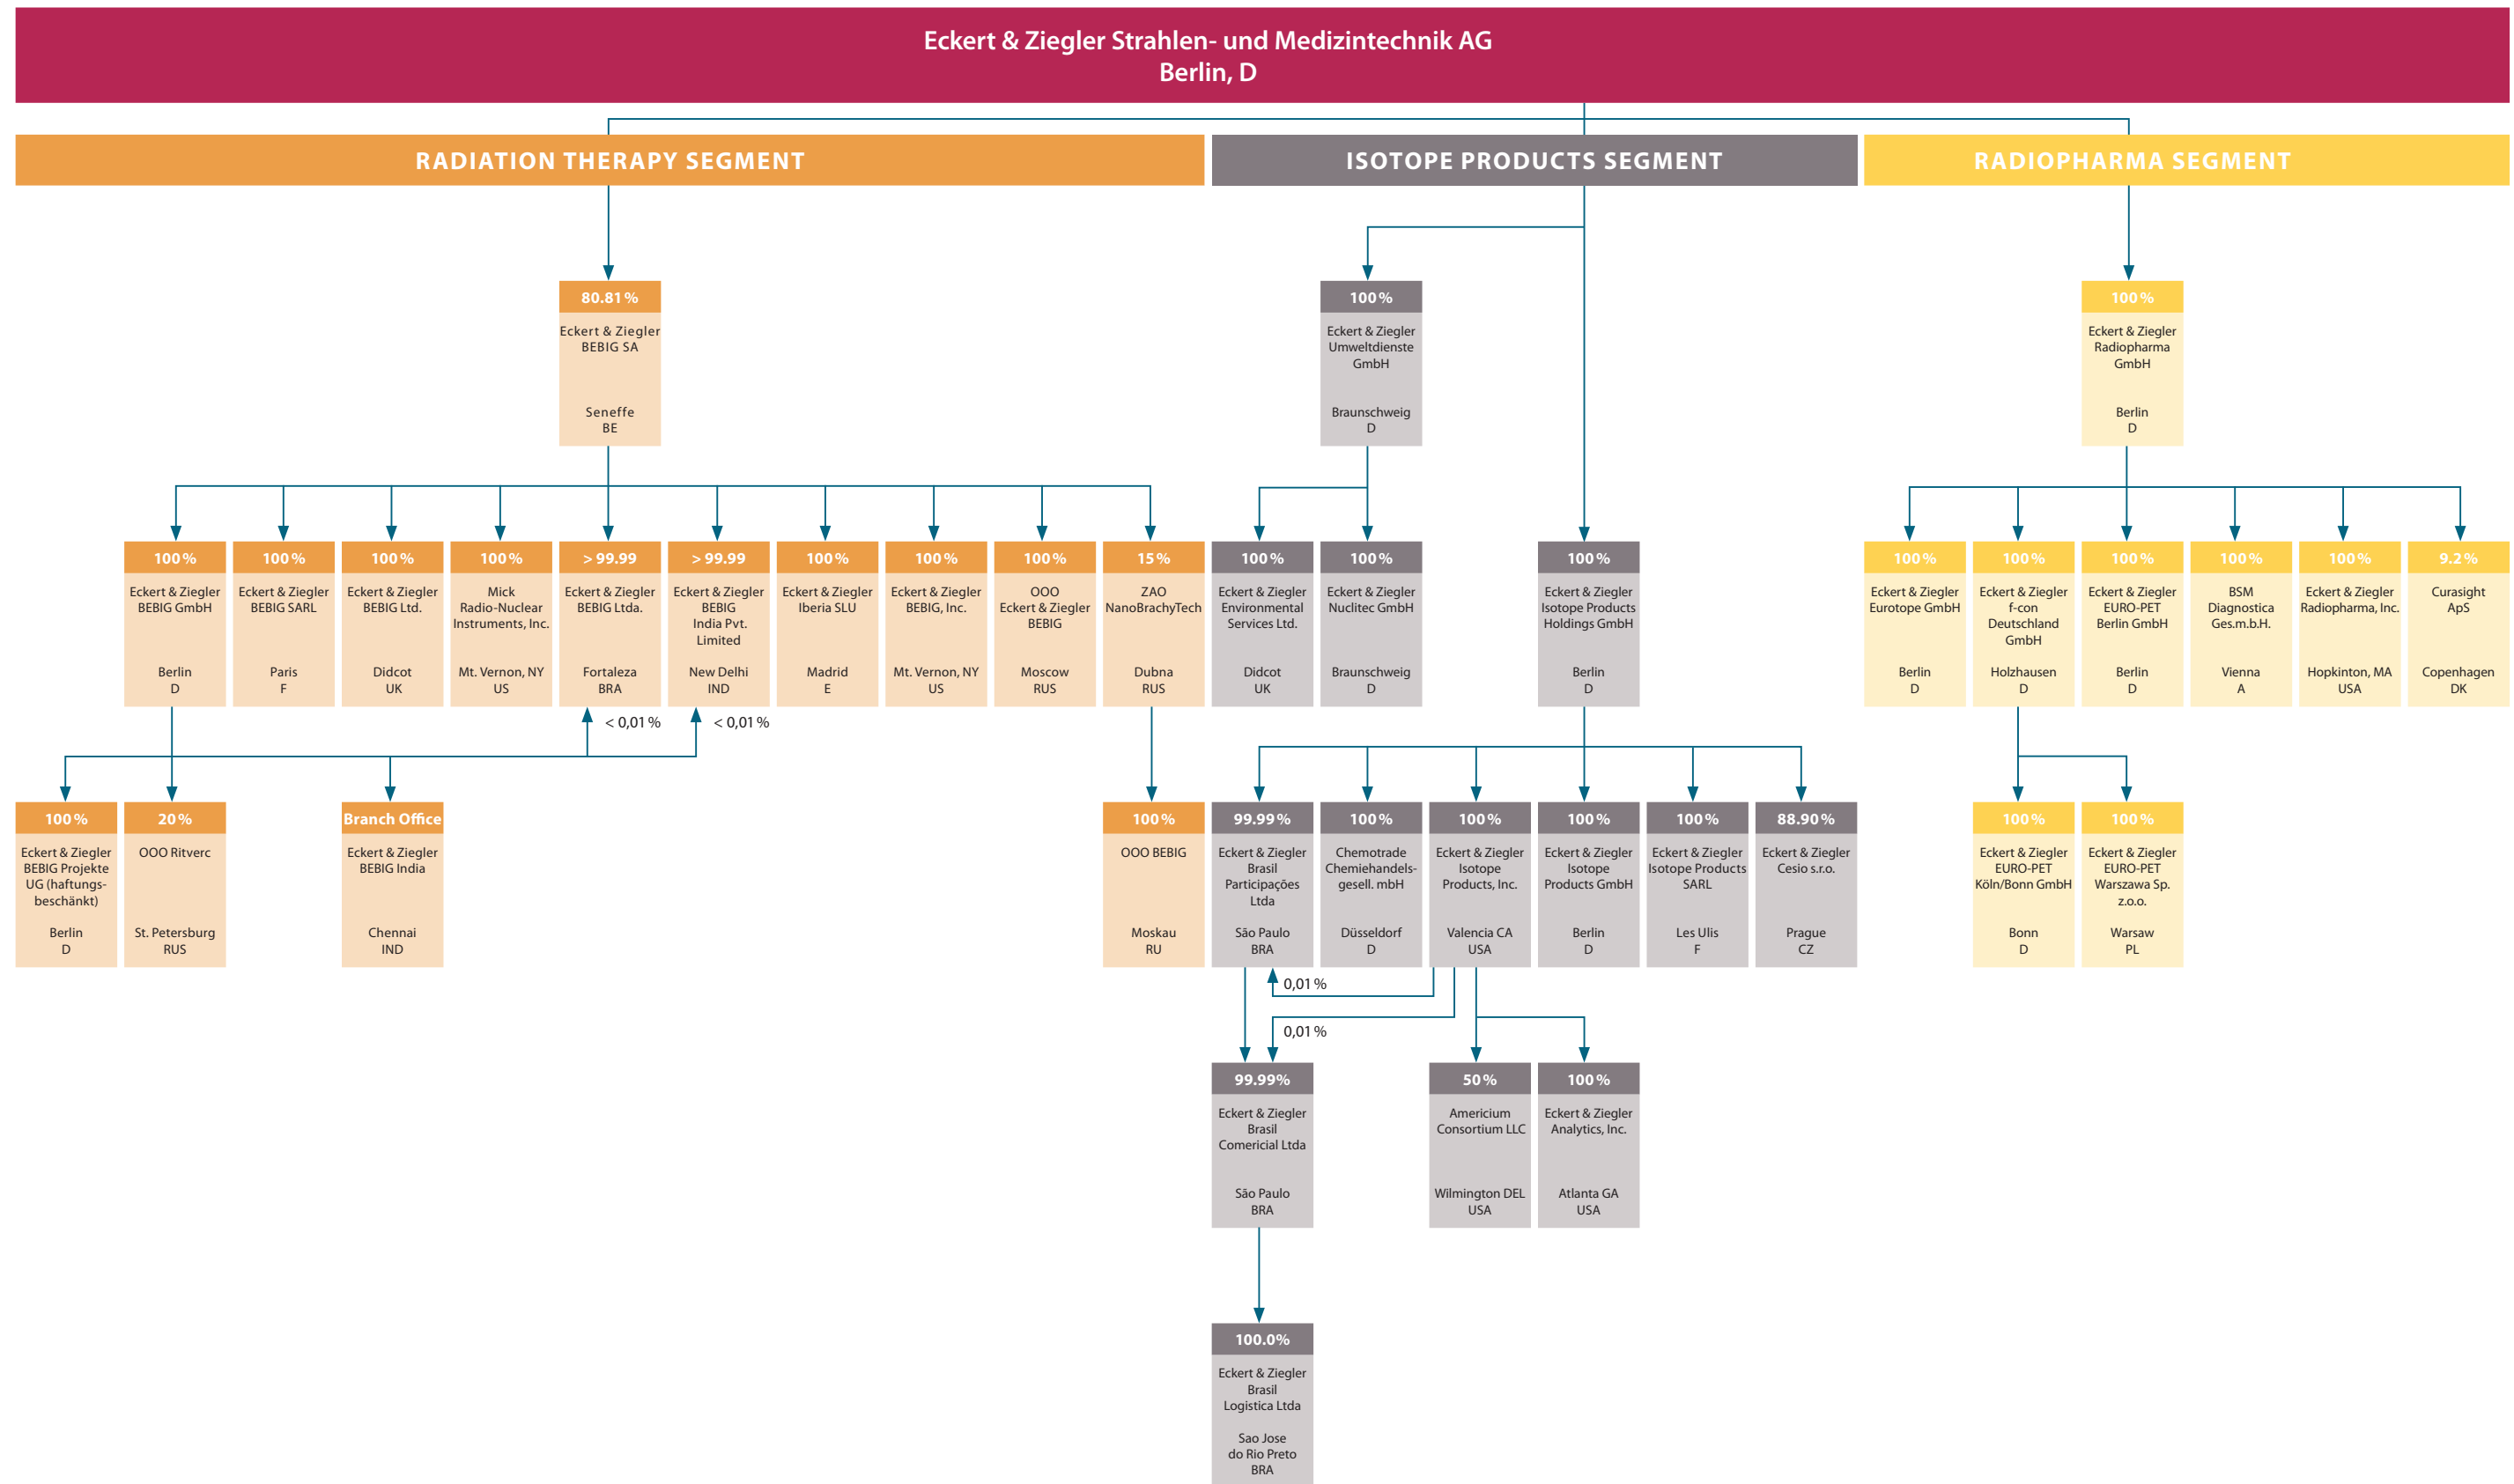 Eckert & Ziegler Strahlen- und Medizintechnik AG
Berlin, D
RADIATION THERAPY SEGMENT
ISOTOPE PRODUCTS SEGMENT
RADIOPHARMA SEGMENT
80.81 %
Eckert & Ziegler
BEBIG SA
Seneffe
BE
100 %
Eckert & Ziegler
Umweltdienste
GmbH
Braunschweig
D
100 %
Eckert & Ziegler
Radiopharma
GmbH
Berlin
D
100 %
Eckert & Ziegler
BEBIG GmbH
Berlin
D
100 %
Eckert & Ziegler
BEBIG SARL
Paris
F
100 %
Eckert & Ziegler
BEBIG Ltd.
Didcot
UK
100 %
Mick
Radio-Nuclear
Instruments, Inc.
Mt. Vernon, NY
US
> 99.99
Eckert & Ziegler
BEBIG Ltda.
Fortaleza
BRA
> 99.99
Eckert & Ziegler
BEBIG
India Pvt.
Limited
New Delhi
IND
100 %
Eckert & Ziegler
Iberia SLU
Madrid
E
100 %
Eckert & Ziegler
BEBIG, Inc.
Mt. Vernon, NY
US
100 %
OOO
Eckert & Ziegler
BEBIG
Moscow
RUS
15 %
ZAO
NanoBrachyTech
Dubna
RUS
100 %
Eckert & Ziegler
Environmental
Services Ltd.
Didcot
UK
100 %
Eckert & Ziegler
Nuclitec GmbH
Braunschweig
D
100 %
Eckert & Ziegler
Isotope Products
Holdings GmbH
Berlin
D
100 %
Eckert & Ziegler
Eurotope GmbH
Berlin
D
100 %
Eckert & Ziegler
f-con
Deutschland
GmbH
Holzhausen
D
100 %
Eckert & Ziegler
EURO-PET
Berlin GmbH
Berlin
D
100 %
BSM
Diagnostica
Ges.m.b.H.
Vienna
A
100 %
Eckert & Ziegler
Radiopharma, Inc.
Hopkinton, MA
USA
9.2 %
Curasight
ApS
Copenhagen
DK
< 0,01 %
< 0,01 %
100 %
Eckert & Ziegler
BEBIG Projekte
UG (haftungs-
beschänkt)
Berlin
D
20 %
OOO Ritverc
St. Petersburg
RUS
Branch Office
Eckert & Ziegler
BEBIG India
Chennai
IND
100 %
OOO BEBIG
Moskau
RU
99.99 %
Eckert & Ziegler
Brasil
Participações
Ltda
São Paulo
BRA
100 %
Chemotrade
Chemiehandels-
gesell. mbH
Düsseldorf
D
100 %
Eckert & Ziegler
Isotope
Products, Inc.
Valencia CA
USA
100 %
Eckert & Ziegler
Isotope
Products GmbH
Berlin
D
100 %
Eckert & Ziegler
Isotope Products
SARL
Les Ulis
F
88.90 %
Eckert & Ziegler
Cesio s.r.o.
Prague
CZ
100 %
Eckert & Ziegler
EURO-PET
Köln/Bonn GmbH
Bonn
D
100 %
Eckert & Ziegler
EURO-PET
Warszawa Sp.
z.o.o.
Warsaw
PL
0,01 %
0,01 %
99.99%
Eckert & Ziegler
Brasil
Comericial Ltda
São Paulo
BRA
50 %
Americium
Consortium LLC
Wilmington DEL
USA
100 %
Eckert & Ziegler
Analytics, Inc.
Atlanta GA
USA
100.0%
Eckert & Ziegler
Brasil
Logistica Ltda
Sao Jose
do Rio Preto
BRA